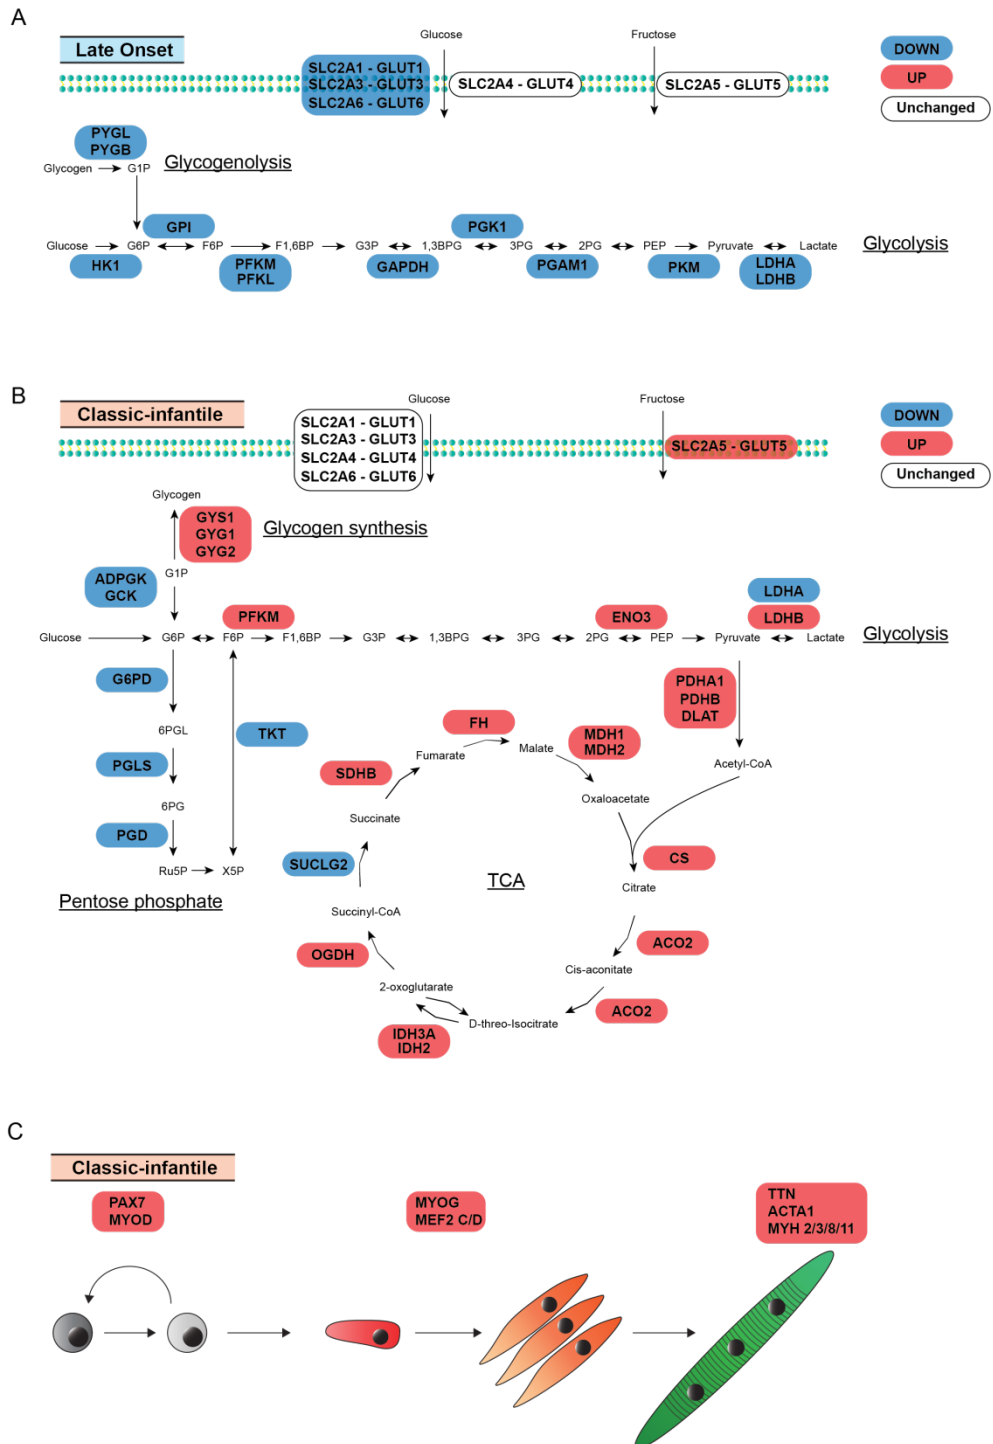 A
Late Onset
Glucose
Fructose
DOWN
UP
Unchanged
SLC2A1 - GLUT1
SLC2A3 - GLUT3
SLC2A6 - GLUT6
SLC2A4 - GLUT4
SLC2A5 - GLUT5
PYGL
PYGB
Glycogen
G1P
Glycogenolysis
GPI
PGK1
Glucose
G6P
F6P
F1,6BP
G3P
1,3BPG
3PG
2PG
PEP
Pyruvate
Lactate
Glycolysis
HK1
PFKM
PFKL
GAPDH
PGAM1
PKM
LDHA
LDHB
B
Classic-infantile
Glucose
Fructose
DOWN
UP
Unchanged
SLC2A1 - GLUT1
SLC2A3 - GLUT3
SLC2A4 - GLUT4
SLC2A6 - GLUT6
SLC2A5 - GLUT5
Glycogen
GYS1
GYG1
GYG2
Glycogen synthesis
G1P
ADPGK
GCK
PFKM
ENO3
LDHA
LDHB
Glucose
G6P
F6P
F1,6BP
G3P
1,3BPG
3PG
2PG
PEP
Pyruvate
Lactate
Glycolysis
G6PD
PDHA1
PDHB
DLAT
6PGL
TKT
FH
MDH1
MDH2
Fumarate
Malate
PGLS
SDHB
Acetyl-CoA
6PG
Oxaloacetate
Succinate
PGD
SUCLG2
CS
Ru5P
X5P
TCA
Citrate
Pentose phosphate
Succinyl-CoA
OGDH
ACO2
Cis-aconitate
2-oxoglutarate
ACO2
D-threo-Isocitrate
IDH3A
IDH2
C
Classic-infantile
PAX7
MYOD
MYOG
MEF2 C/D
TTN
ACTA1
MYH 2/3/8/11